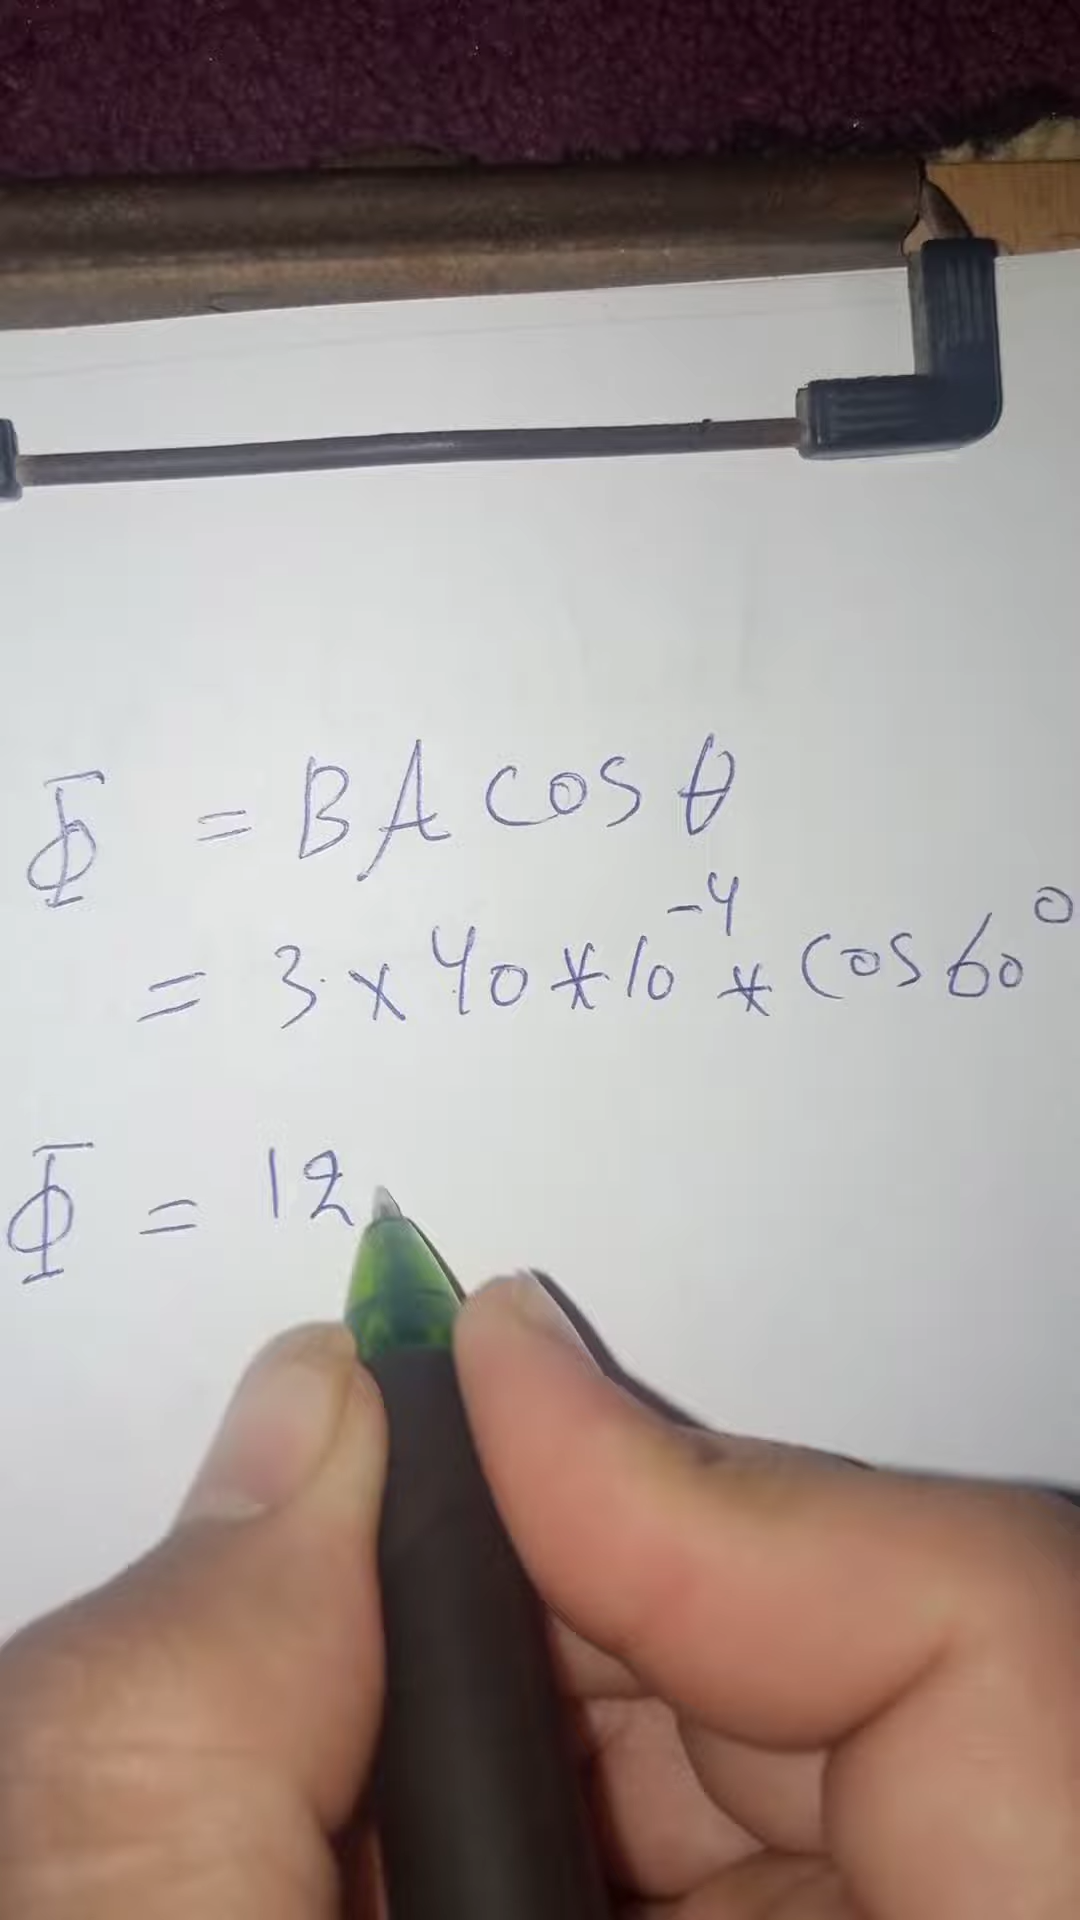 Φ = BA cos θ
= 3 × 40 * 10⁻⁴ * cos 60°
Φ = 12